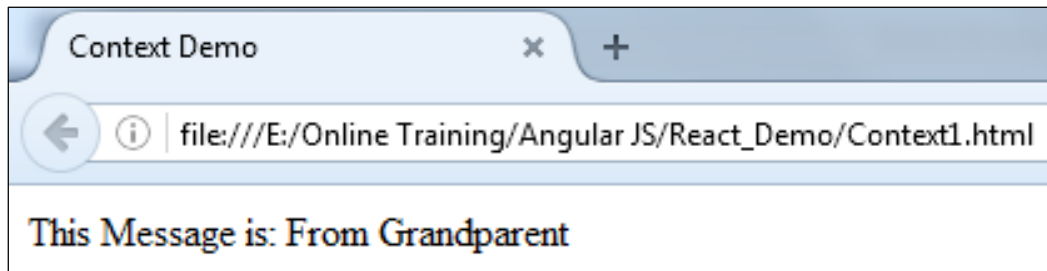 Context Demo
file:///E:/Online Training/Angular JS/React_Demo/Context1.html
This Message is: From Grandparent